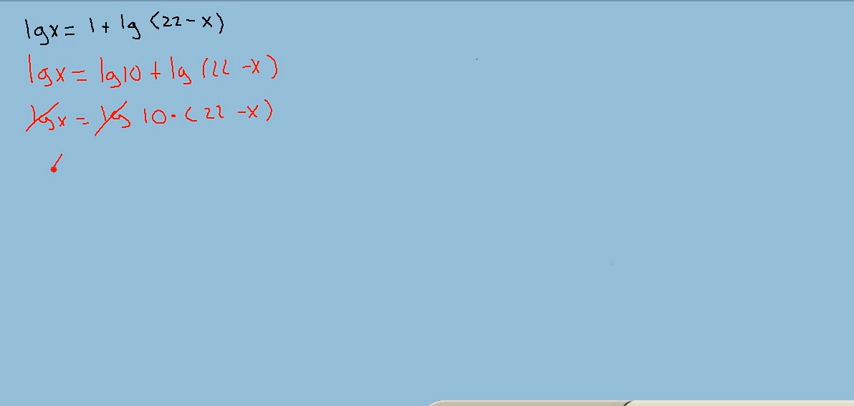 lgx = 1 + lg (22 - x)
lgx = lg10 + lg (22 - x)
lgx = lg 10 · (22 - x)